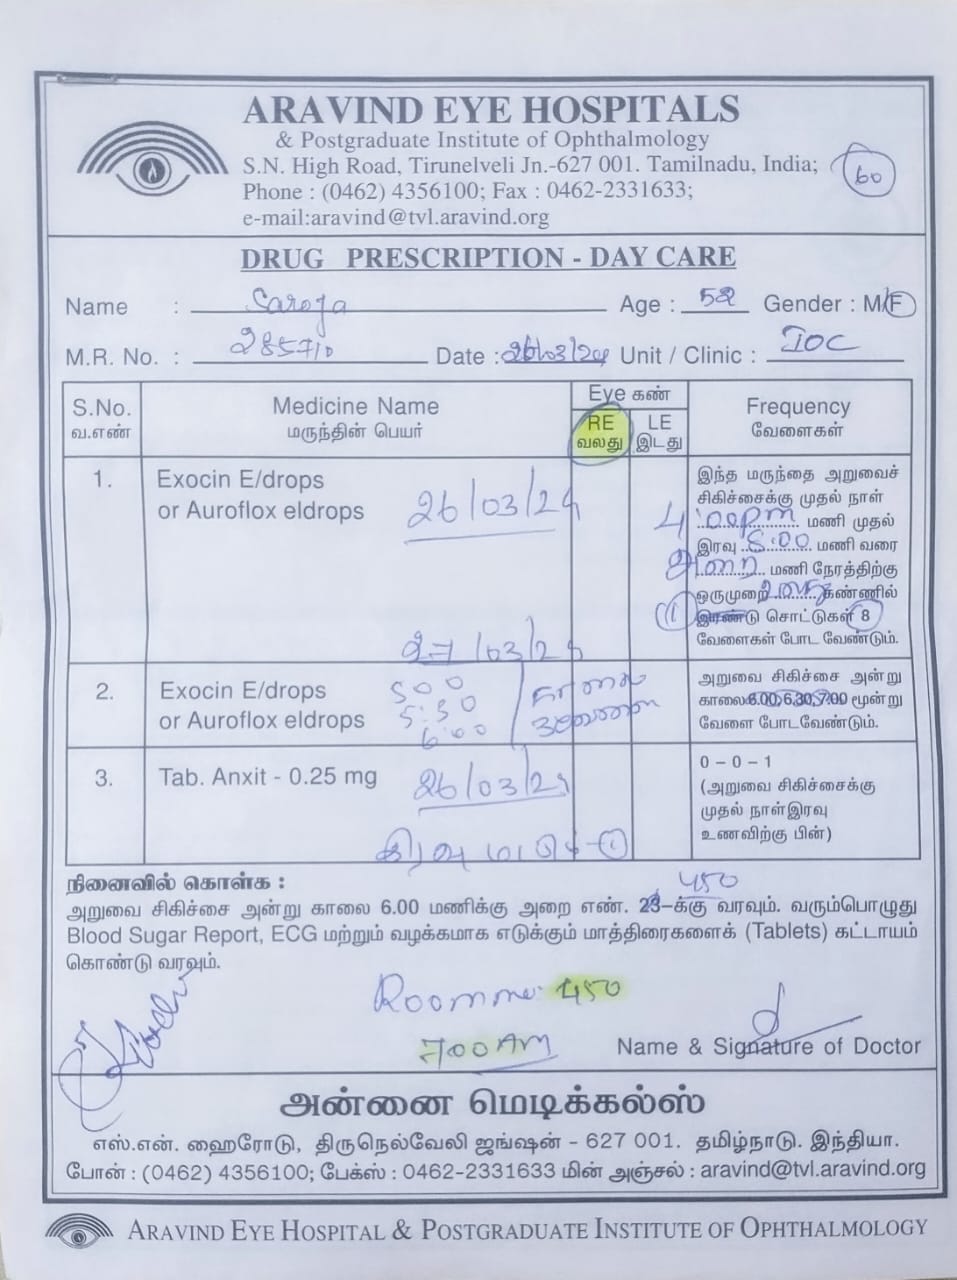 ARAVIND EYE HOSPITALS
& Postgraduate Institute of Ophthalmology
S.N. High Road, Tirunelveli Jn.-627 001. Tamilnadu, India;
60
Phone : (0462) 4356100; Fax : 0462-2331633;
e-mail:aravind@tvl.aravind.org
DRUG PRESCRIPTION - DAY CARE
Name : Saroja Age : 58 Gender : M/F
M.R. No. : 285710 Date : 26/03/24 Unit / Clinic : IOC
S.No. வ.எண்
Medicine Name மருந்தின் பெயர்
Eye கண்
RE வலது
LE இடது
Frequency வேளைகள்
1.
Exocin E/drops
or Auroflox eldrops
26/03/24
இந்த மருந்தை அறுவைச்
சிகிச்சைக்கு முதல் நாள்
4:00pm மணி முதல்
இரவு 8:00 மணி வரை
அரை மணி நேரத்திற்கு
ஒருமுறை வலது கண்ணில்
(1) இரண்டு சொட்டுகள் 8
வேளைகள் போட வேண்டும்.
27/03/24
2.
Exocin E/drops
or Auroflox eldrops
5.00
5.30
6.00
காலை
அறுவை சிகிச்சை அன்று
காலை 6.00, 6.30, 7.00 மூன்று
வேளை போடவேண்டும்.
3.
Tab. Anxit - 0.25 mg
26/03/24
இரவு மாத்
1
0 - 0 - 1
(அறுவை சிகிச்சைக்கு
முதல் நாள்இரவு
உணவிற்கு பின்)
நினைவில் கொள்க :
450
அறுவை சிகிச்சை அன்று காலை 6.00 மணிக்கு அறை எண். 23-க்கு வரவும். வரும்பொழுது
Blood Sugar Report, ECG மற்றும் வழக்கமாக எடுக்கும் மாத்திரைகளைக் (Tablets) கட்டாயம்
கொண்டு வரவும்.
Room no: 450
7.00 AM
Name & Signature of Doctor
அன்னை மெடிக்கல்ஸ்
எஸ்.என். ஹைரோடு, திருநெல்வேலி ஜங்ஷன் - 627 001. தமிழ்நாடு. இந்தியா.
போன் : (0462) 4356100; பேக்ஸ் : 0462-2331633 மின் அஞ்சல் : aravind@tvl.aravind.org
ARAVIND EYE HOSPITAL & POSTGRADUATE INSTITUTE OF OPHTHALMOLOGY